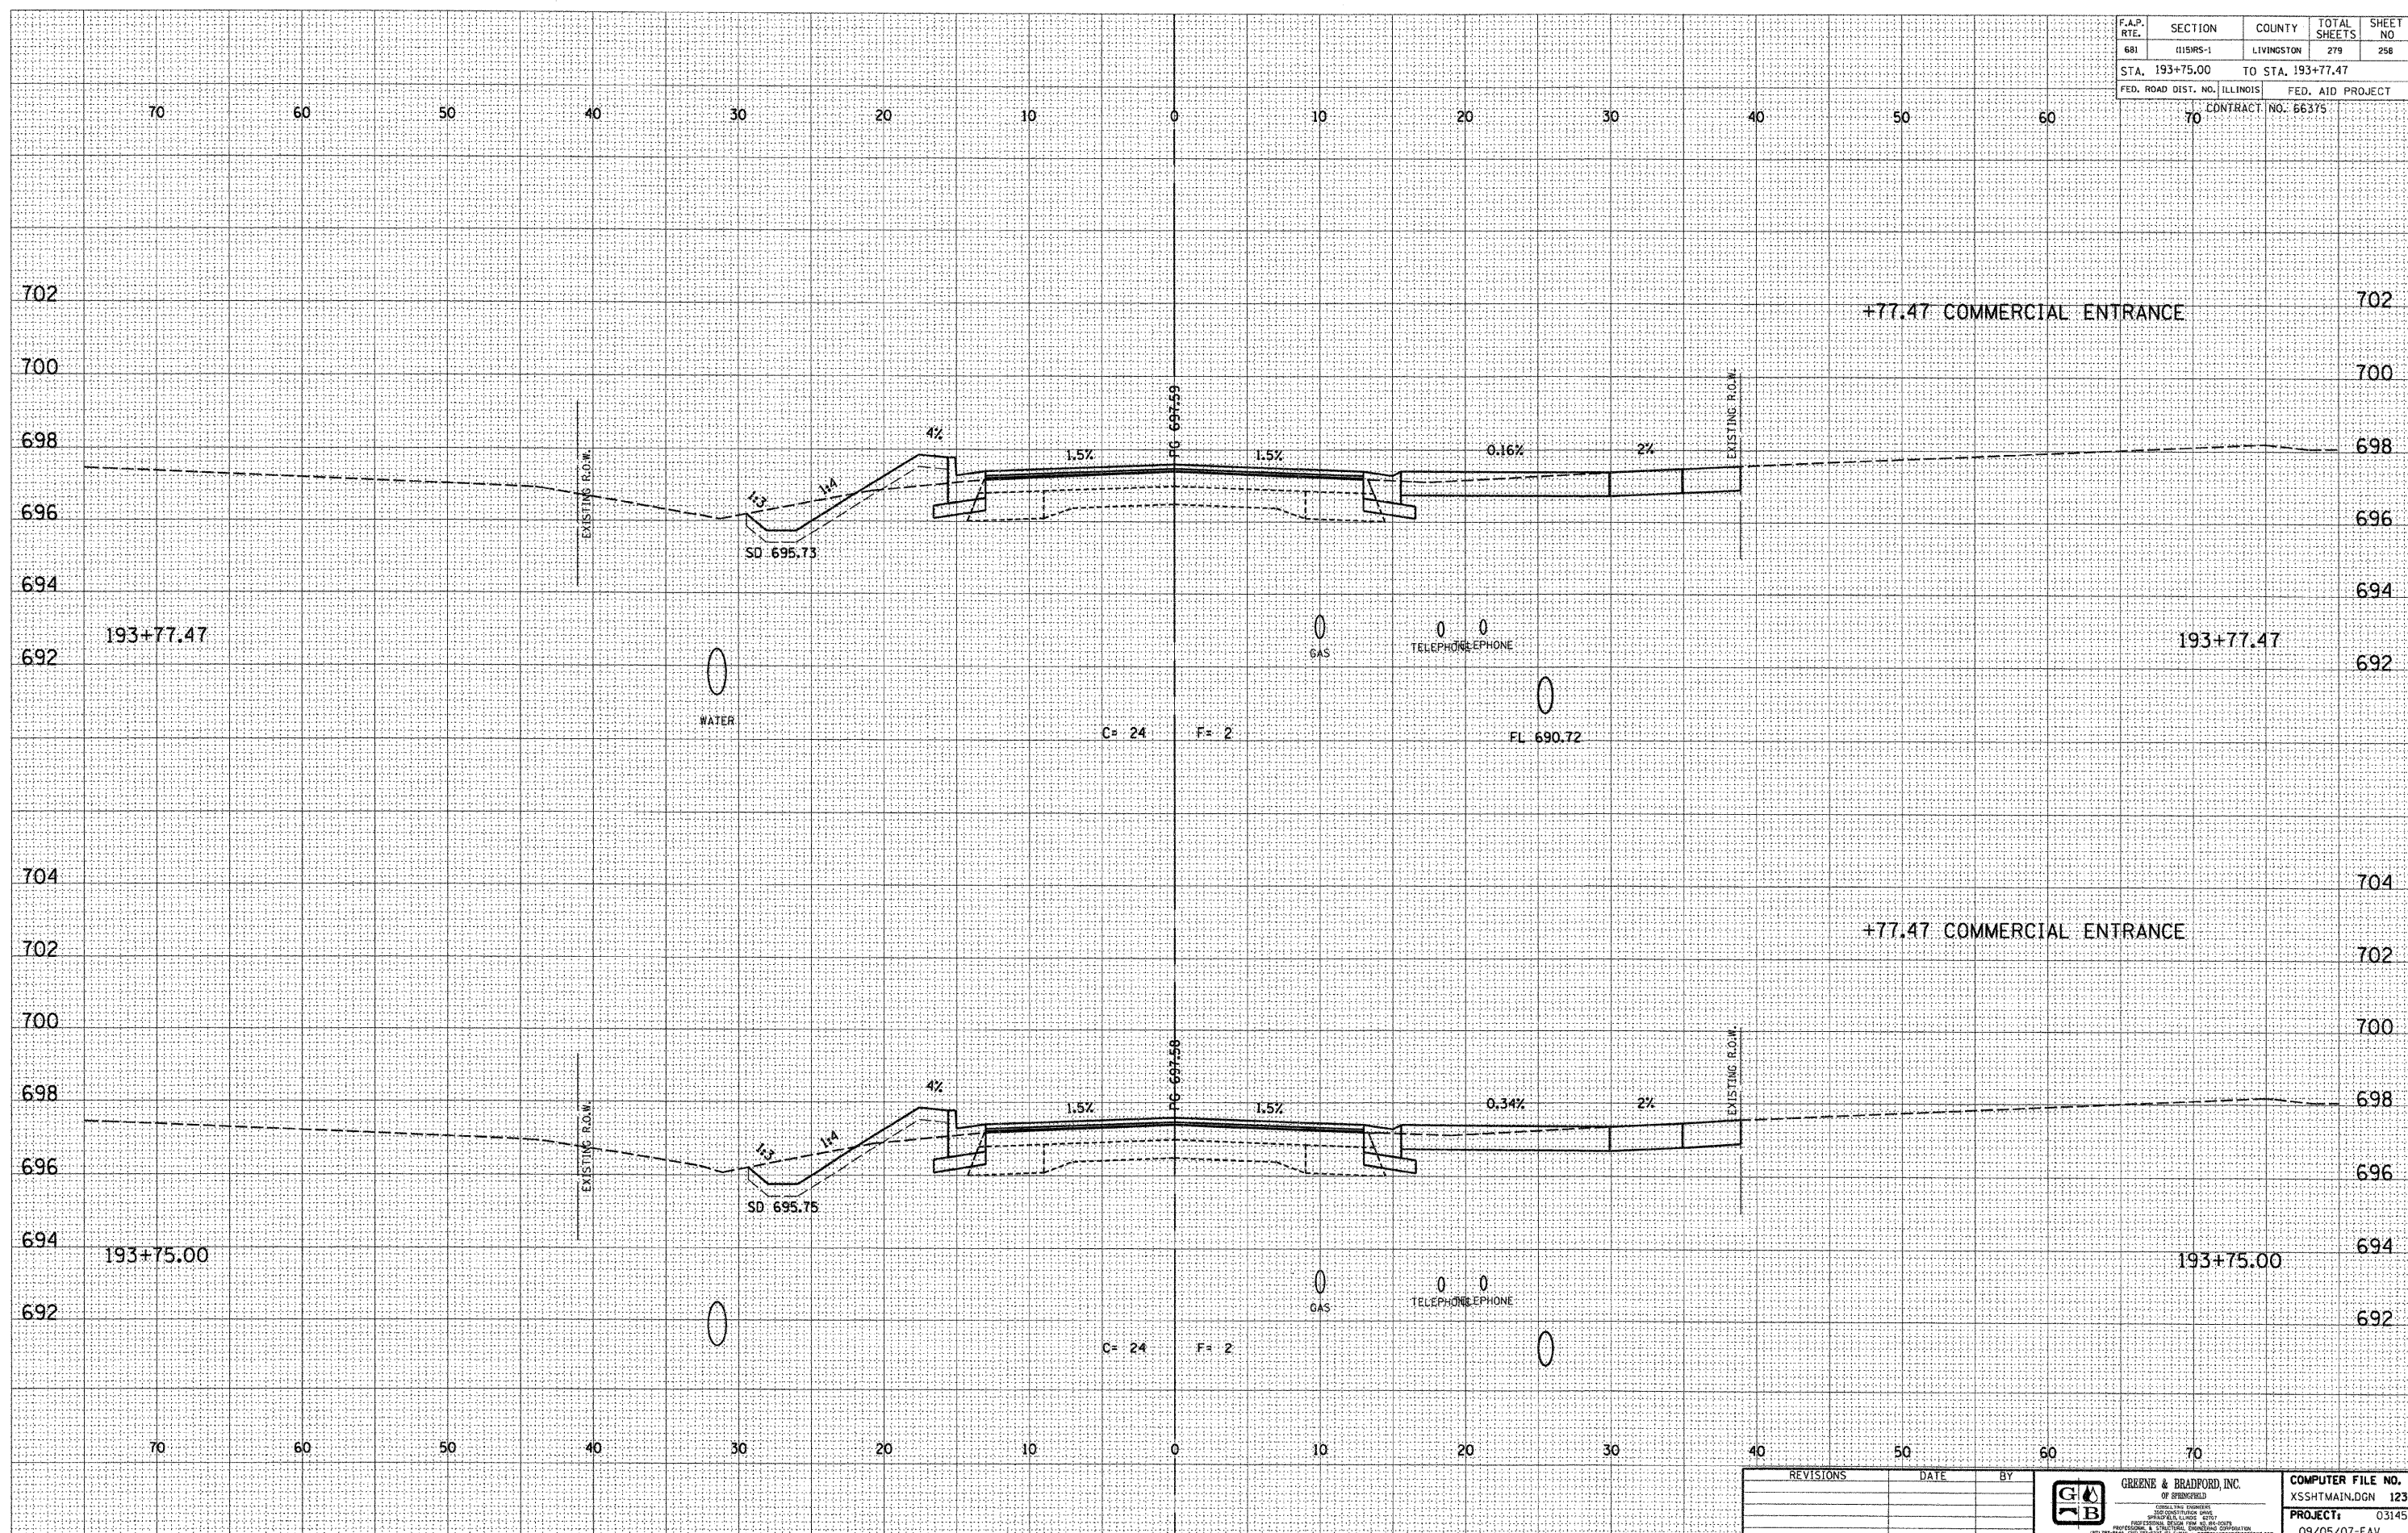 F.A.P. RTE. SECTION COUNTY TOTAL SHEETS SHEET NO
681 (115)RS-1 LIVINGSTON 279 258
STA. 193+75.00 TO STA. 193+77.47
FED. ROAD DIST. NO. ILLINOIS FED. AID PROJECT
CONTRACT NO. 66375
70 60 50 40 30 20 10 0 10 20 30 40 50 60 70
702 702
+77.47 COMMERCIAL ENTRANCE
700 700
EXISTING R.O.W.
PG 697.59
EXISTING R.O.W.
698 4% 1.5% 1.5% 0.16% 2% 698
1:3 1:4
696 696
SD 695.73
694 694
193+77.47 193+77.47
GAS TELEPHONE TELEPHONE
692 692
WATER
C= 24 F= 2 FL 690.72
704 704
+77.47 COMMERCIAL ENTRANCE
702 702
700 700
EXISTING R.O.W.
PG 697.58
EXISTING R.O.W.
698 4% 1.5% 1.5% 0.34% 2% 698
1:3 1:4
696 696
SD 695.75
694 694
193+75.00 193+75.00
GAS TELEPHONE TELEPHONE
692 692
C= 24 F= 2
70 60 50 40 30 20 10 0 10 20 30 40 50 60 70
REVISIONS DATE BY
G B
GREENE & BRADFORD, INC.
OF SPRINGFIELD
CONSULTING ENGINEERS
COMPUTER FILE NO.
XSSHTMAIN.DGN 123
PROJECT: 03147
09/05/07-EAV